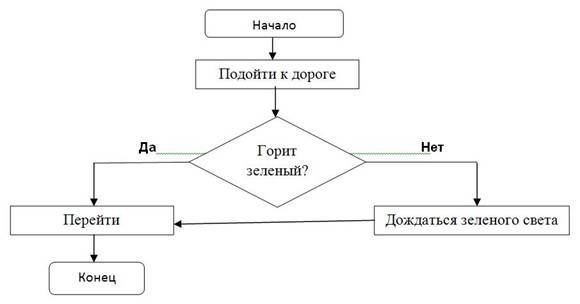 Начало
Подойти к дороге
Да
Горит
зеленый?
Нет
Перейти
Дождаться зеленого света
Конец